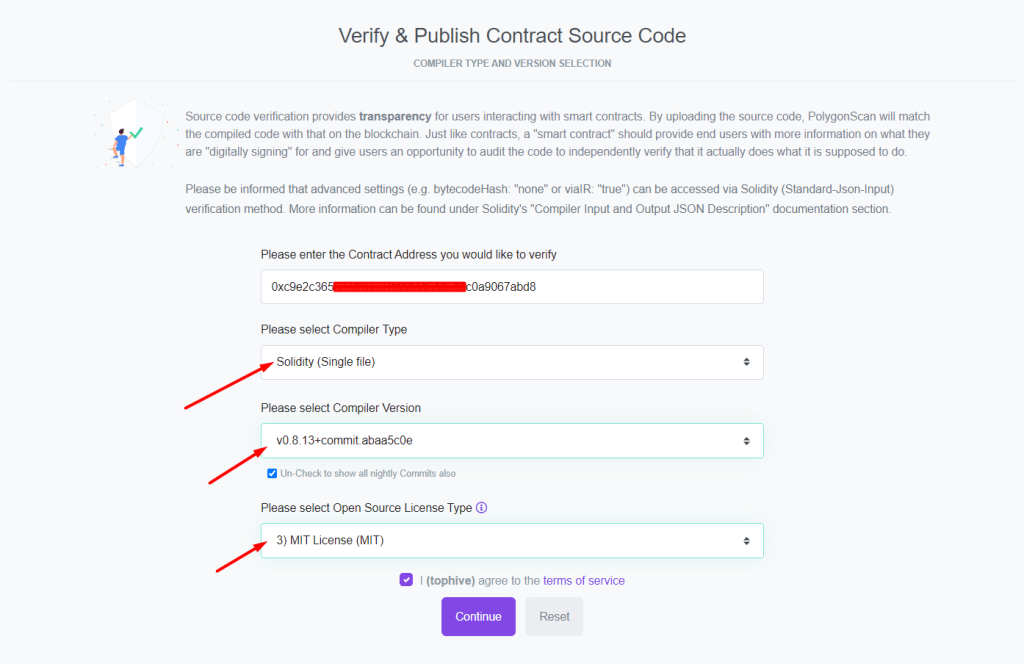 Verify & Publish Contract Source Code
COMPILER TYPE AND VERSION SELECTION
Source code verification provides transparency for users interacting with smart contracts. By uploading the source code, PolygonScan will match
the compiled code with that on the blockchain. Just like contracts, a "smart contract" should provide end users with more information on what they
are "digitally signing" for and give users an opportunity to audit the code to independently verify that it actually does what it is supposed to do.
Please be informed that advanced settings (e.g. bytecodeHash: "none" or viaIR: "true") can be accessed via Solidity (Standard-Json-Input)
verification method. More information can be found under Solidity's "Compiler Input and Output JSON Description" documentation section.
Please enter the Contract Address you would like to verify
0xc9e2c365 c0a9067abd8
Please select Compiler Type
Solidity (Single file)
Please select Compiler Version
v0.8.13+commit.abaa5c0e
Un-Check to show all nightly Commits also
Please select Open Source License Type
3) MIT License (MIT)
I (tophive) agree to the terms of service
Continue Reset